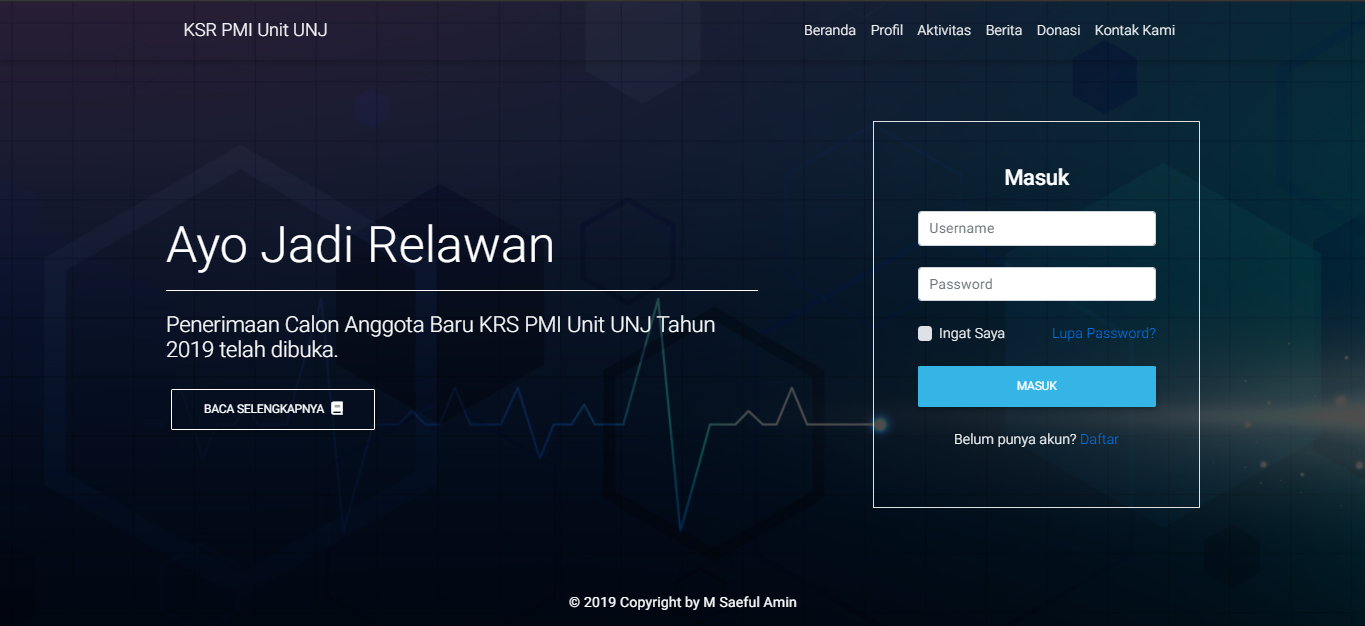 KSR PMI Unit UNJ
Beranda Profil Aktivitas Berita Donasi Kontak Kami
Ayo Jadi Relawan
Penerimaan Calon Anggota Baru KRS PMI Unit UNJ Tahun
2019 telah dibuka.
BACA SELENGKAPNYA
Masuk
Username
Password
Ingat Saya Lupa Password?
MASUK
Belum punya akun? Daftar
© 2019 Copyright by M Saeful Amin